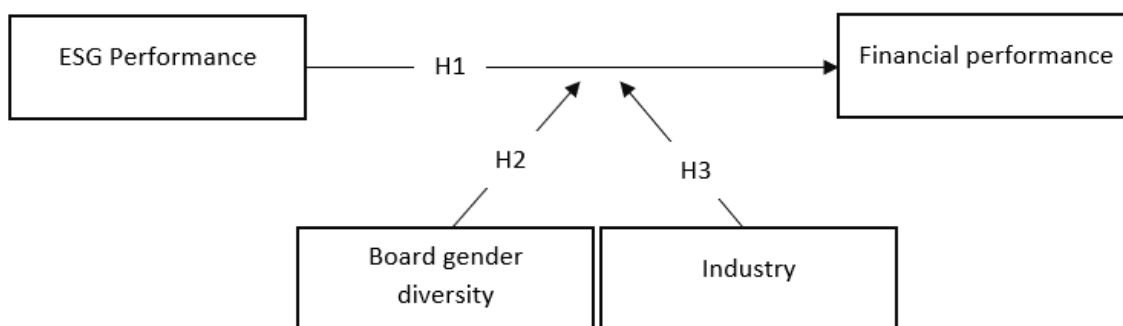 ESG Performance
H1
Financial performance
H2
H3
Board gender
diversity
Industry